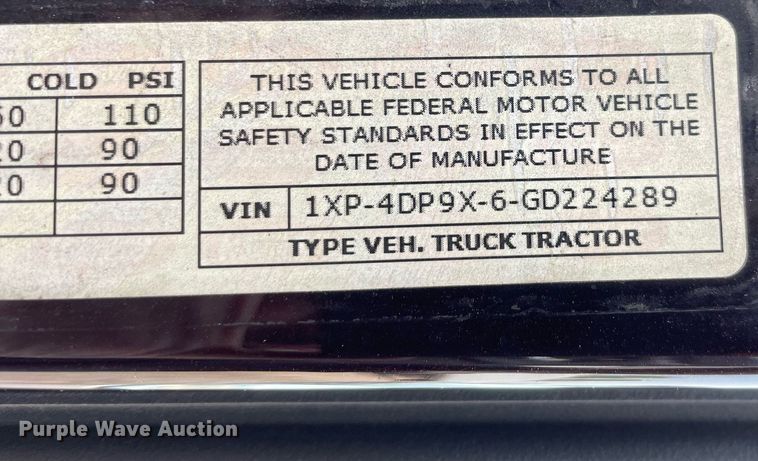 COLD PSI
110
90
90
THIS VEHICLE CONFORMS TO ALL
APPLICABLE FEDERAL MOTOR VEHICLE
SAFETY STANDARDS IN EFFECT ON THE
DATE OF MANUFACTURE
VIN 1XP-4DP9X-6-GD224289
TYPE VEH. TRUCK TRACTOR
Purple Wave Auction